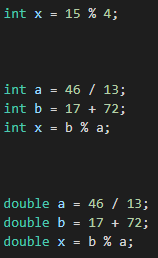 int x = 15 % 4;
int a = 46 / 13;
int b = 17 + 72;
int x = b % a;
double a = 46 / 13;
double b = 17 + 72;
double x = b % a;